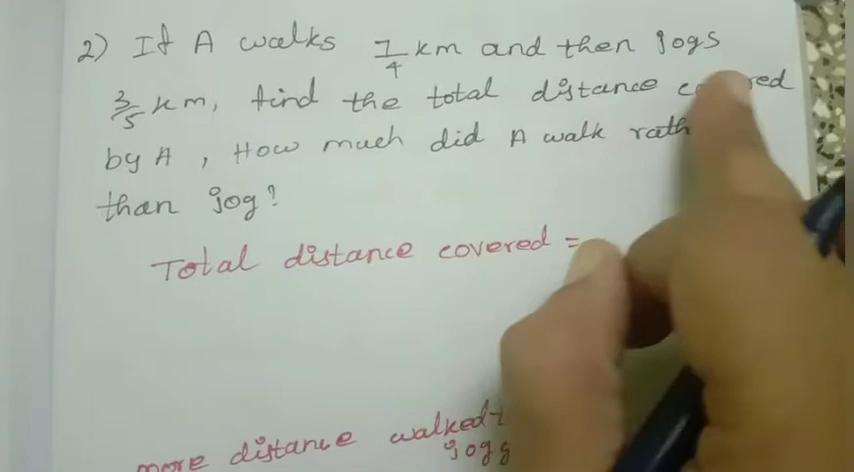 2) If A walks 7/4 km and then jogs
3/5 km, find the total distance
by A, How much did A walk
than jog?
Total distance covered =
more distance walked